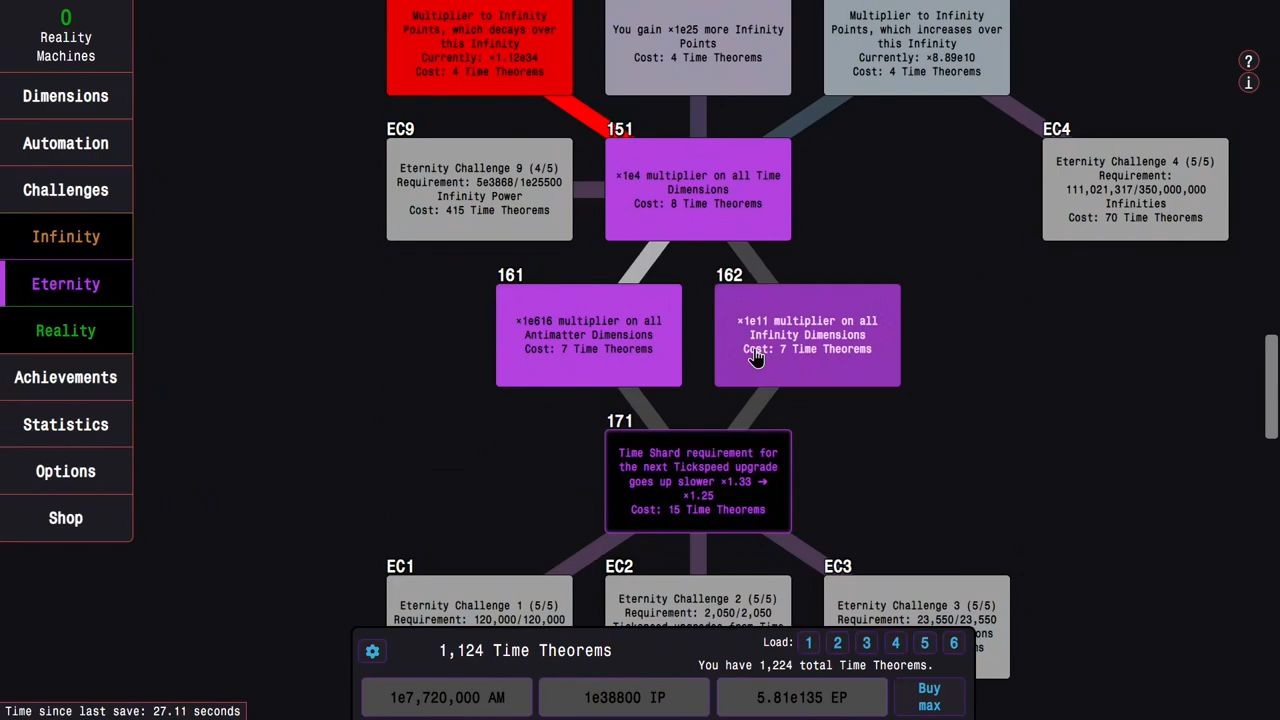 0
Reality
Machines
Dimensions
Automation
Challenges
Infinity
Eternity
Reality
Achievements
Statistics
Options
Shop
Time since last save: 27.11 seconds
Multiplier to Infinity
Points, which decays over
this Infinity
Currently: ×1.12e34
Cost: 4 Time Theorems
You gain ×1e25 more Infinity
Points
Cost: 4 Time Theorems
Multiplier to Infinity
Points, which increases over
this Infinity
Currently: ×8.89e10
Cost: 4 Time Theorems
?
i
EC9
Eternity Challenge 9 (4/5)
Requirement: 5e3868/1e25500
Infinity Power
Cost: 415 Time Theorems
151
×1e4 multiplier on all Time
Dimensions
Cost: 8 Time Theorems
EC4
Eternity Challenge 4 (5/5)
Requirement:
111,021,317/350,000,000
Infinities
Cost: 70 Time Theorems
161
×1e616 multiplier on all
Antimatter Dimensions
Cost: 7 Time Theorems
162
×1e11 multiplier on all
Infinity Dimensions
Cost: 7 Time Theorems
171
Time Shard requirement for
the next Tickspeed upgrade
goes up slower ×1.33 ➜
×1.25
Cost: 15 Time Theorems
EC1
Eternity Challenge 1 (5/5)
Requirement: 120,000/120,000
EC2
Eternity Challenge 2 (5/5)
Requirement: 2,050/2,050
Tickspeed upgrades from Time
EC3
Eternity Challenge 3 (5/5)
Requirement: 23,550/23,550
1,124 Time Theorems
Load: 1 2 3 4 5 6
You have 1,224 total Time Theorems.
1e7,720,000 AM
1e38800 IP
5.81e135 EP
Buy
max